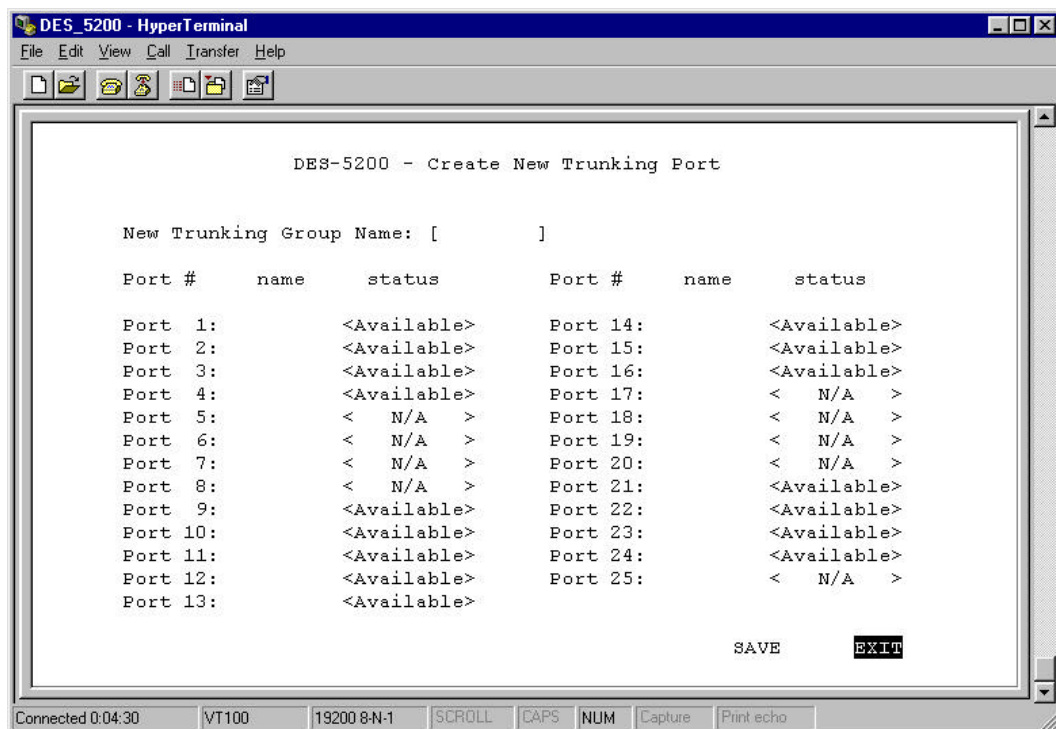 DES_5200 - HyperTerminal
File Edit View Call Transfer Help
DES-5200 - Create New Trunking Port
New Trunking Group Name: [          ]
Port #     name     status          Port #     name     status
Port  1:          <Available>      Port 14:          <Available>
Port  2:          <Available>      Port 15:          <Available>
Port  3:          <Available>      Port 16:          <Available>
Port  4:          <Available>      Port 17:          <   N/A   >
Port  5:          <   N/A   >      Port 18:          <   N/A   >
Port  6:          <   N/A   >      Port 19:          <   N/A   >
Port  7:          <   N/A   >      Port 20:          <   N/A   >
Port  8:          <   N/A   >      Port 21:          <Available>
Port  9:          <Available>      Port 22:          <Available>
Port 10:          <Available>      Port 23:          <Available>
Port 11:          <Available>      Port 24:          <Available>
Port 12:          <Available>      Port 25:          <   N/A   >
Port 13:          <Available>
SAVE     EXIT
Connected 0:04:30 VT100 19200 8-N-1 SCROLL CAPS NUM Capture Print echo